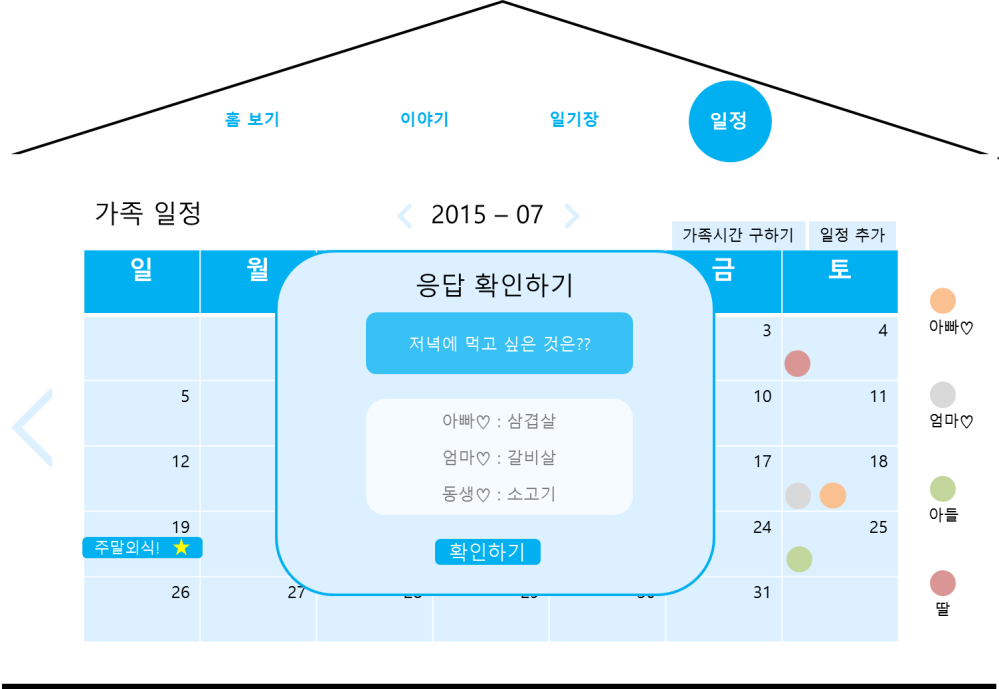 홈 보기 이야기 일기장 일정
가족 일정
2015 – 07
가족시간 구하기 일정 추가
일 월 금 토
응답 확인하기
저녁에 먹고 싶은 것은??
아빠♡ : 삼겹살
엄마♡ : 갈비살
동생♡ : 소고기
확인하기
3 4
5 10 11
12 17 18
19 24 25
주말외식! ★
26 27 28 29 30 31
아빠♡
엄마♡
아들
딸